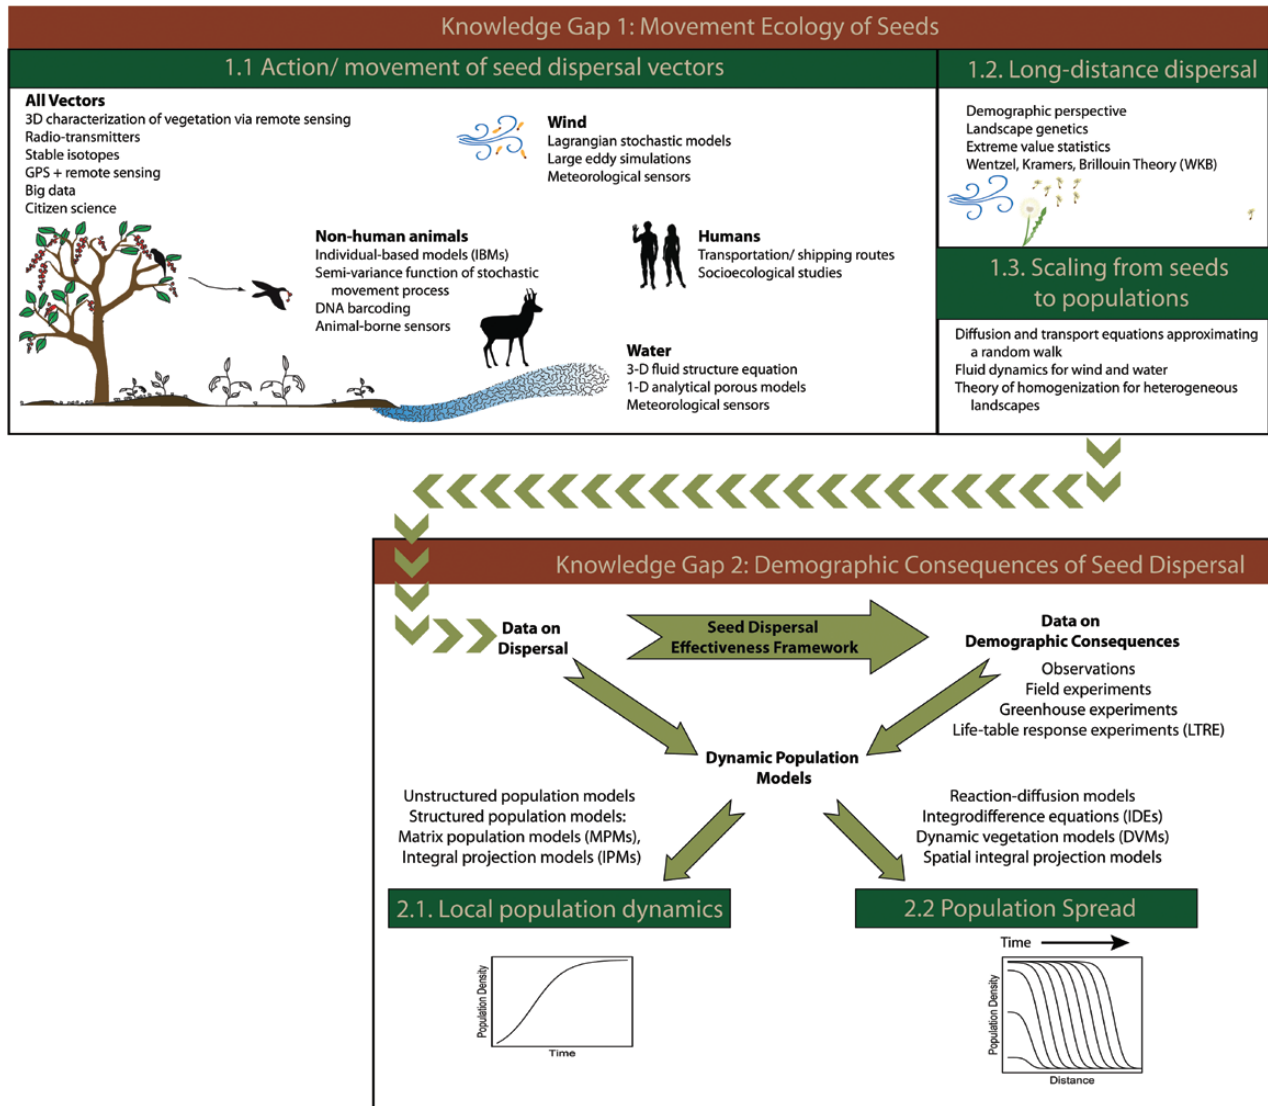 Knowledge Gap 1: Movement Ecology of Seeds
1.1 Action/ movement of seed dispersal vectors
All Vectors
3D characterization of vegetation via remote sensing
Radio-transmitters
Stable isotopes
GPS + remote sensing
Big data
Citizen science
Wind
Lagrangian stochastic models
Large eddy simulations
Meteorological sensors
Non-human animals
Individual-based models (IBMs)
Semi-variance function of stochastic
movement process
DNA barcoding
Animal-borne sensors
Humans
Transportation/ shipping routes
Socioecological studies
Water
3-D fluid structure equation
1-D analytical porous models
Meteorological sensors
1.2. Long-distance dispersal
Demographic perspective
Landscape genetics
Extreme value statistics
Wentzel, Kramers, Brillouin Theory (WKB)
1.3. Scaling from seeds
to populations
Diffusion and transport equations approximating
a random walk
Fluid dynamics for wind and water
Theory of homogenization for heterogeneous
landscapes
Knowledge Gap 2: Demographic Consequences of Seed Dispersal
Data on
Dispersal
Seed Dispersal
Effectiveness Framework
Data on
Demographic Consequences
Observations
Field experiments
Greenhouse experiments
Life-table response experiments (LTRE)
Dynamic Population
Models
Unstructured population models
Structured population models:
Matrix population models (MPMs),
Integral projection models (IPMs)
Reaction-diffusion models
Integrodifference equations (IDEs)
Dynamic vegetation models (DVMs)
Spatial integral projection models
2.1. Local population dynamics
Population Density
Time
2.2 Population Spread
Time
Population Density
Distance